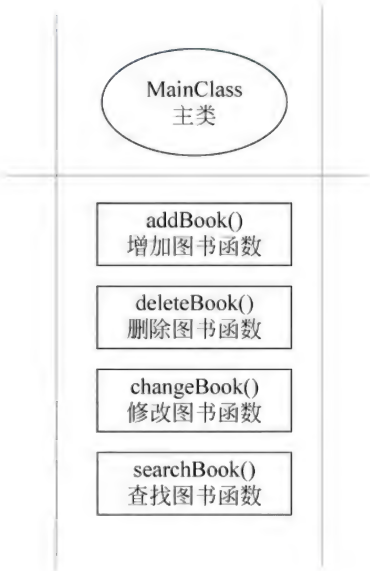 MainClass
主类
addBook()
增加图书函数
deleteBook()
删除图书函数
changeBook()
修改图书函数
searchBook()
查找图书函数